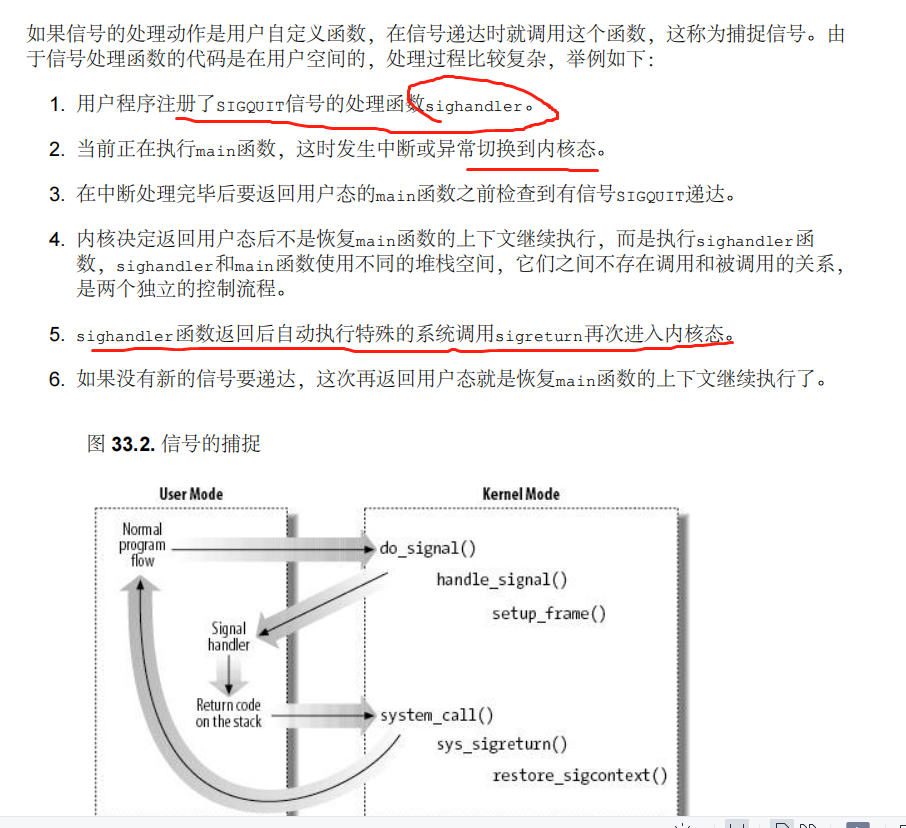 如果信号的处理动作是用户自定义函数，在信号递达时就调用这个函数，这称为捕捉信号。由
于信号处理函数的代码是在用户空间的，处理过程比较复杂，举例如下：
1. 用户程序注册了SIGQUIT信号的处理函数sighandler。
2. 当前正在执行main函数，这时发生中断或异常切换到内核态。
3. 在中断处理完毕后要返回用户态的main函数之前检查到有信号SIGQUIT递达。
4. 内核决定返回用户态后不是恢复main函数的上下文继续执行，而是执行sighandler函
数，sighandler和main函数使用不同的堆栈空间，它们之间不存在调用和被调用的关系，
是两个独立的控制流程。
5. sighandler函数返回后自动执行特殊的系统调用sigreturn再次进入内核态。
6. 如果没有新的信号要递达，这次再返回用户态就是恢复main函数的上下文继续执行了。
图 33.2. 信号的捕捉
User Mode
Kernel Mode
Normal
program
flow
do_signal()
handle_signal()
setup_frame()
Signal
handler
Return code
on the stack
system_call()
sys_sigreturn()
restore_sigcontext()